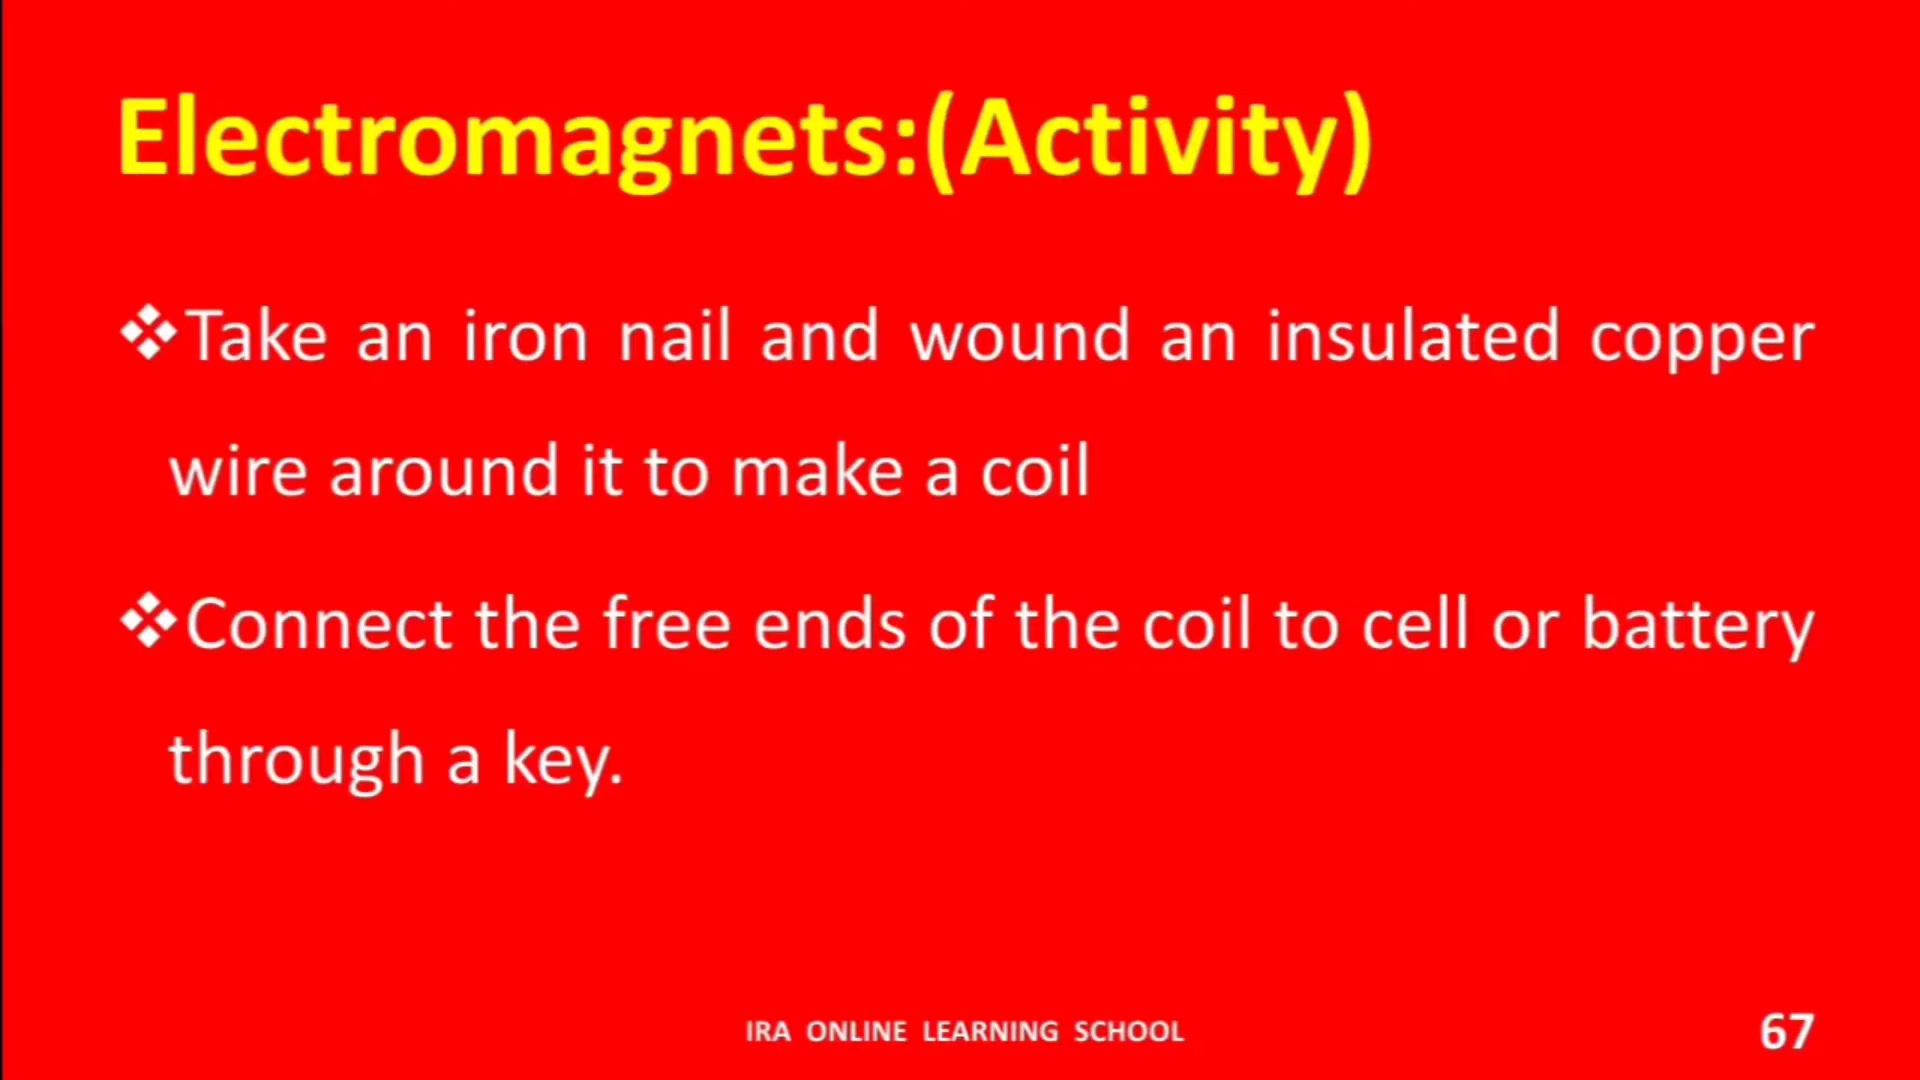 Electromagnets:(Activity)
❖Take an iron nail and wound an insulated copper
wire around it to make a coil
❖Connect the free ends of the coil to cell or battery
through a key.
IRA ONLINE LEARNING SCHOOL
67